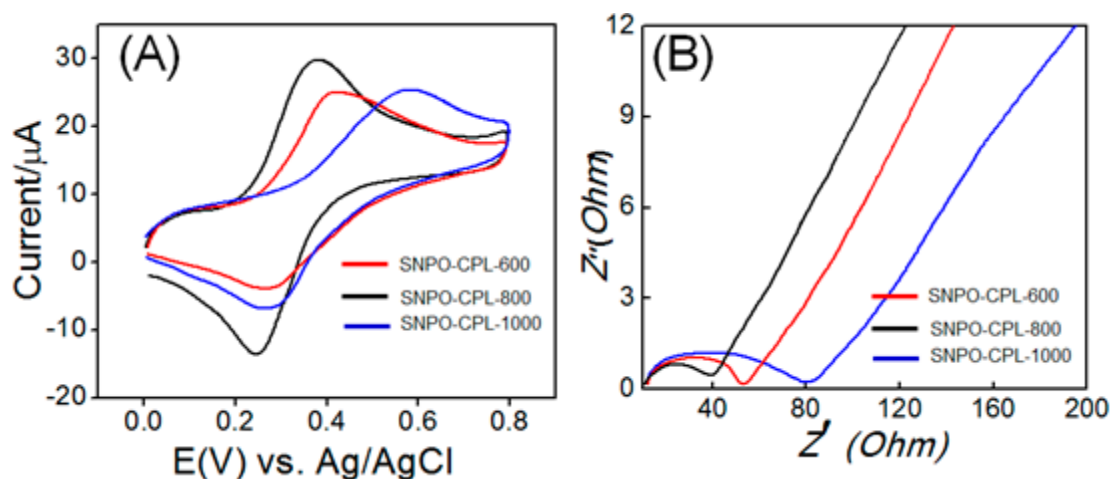 (A)
30
20
10
0
-10
-20
Current/μA
0.0 0.2 0.4 0.6 0.8
E(V) vs. Ag/AgCl
SNPO-CPL-600
SNPO-CPL-800
SNPO-CPL-1000
(B)
12
9
6
3
0
Z"(Ohm)
40 80 120 160 200
Z' (Ohm)
SNPO-CPL-600
SNPO-CPL-800
SNPO-CPL-1000